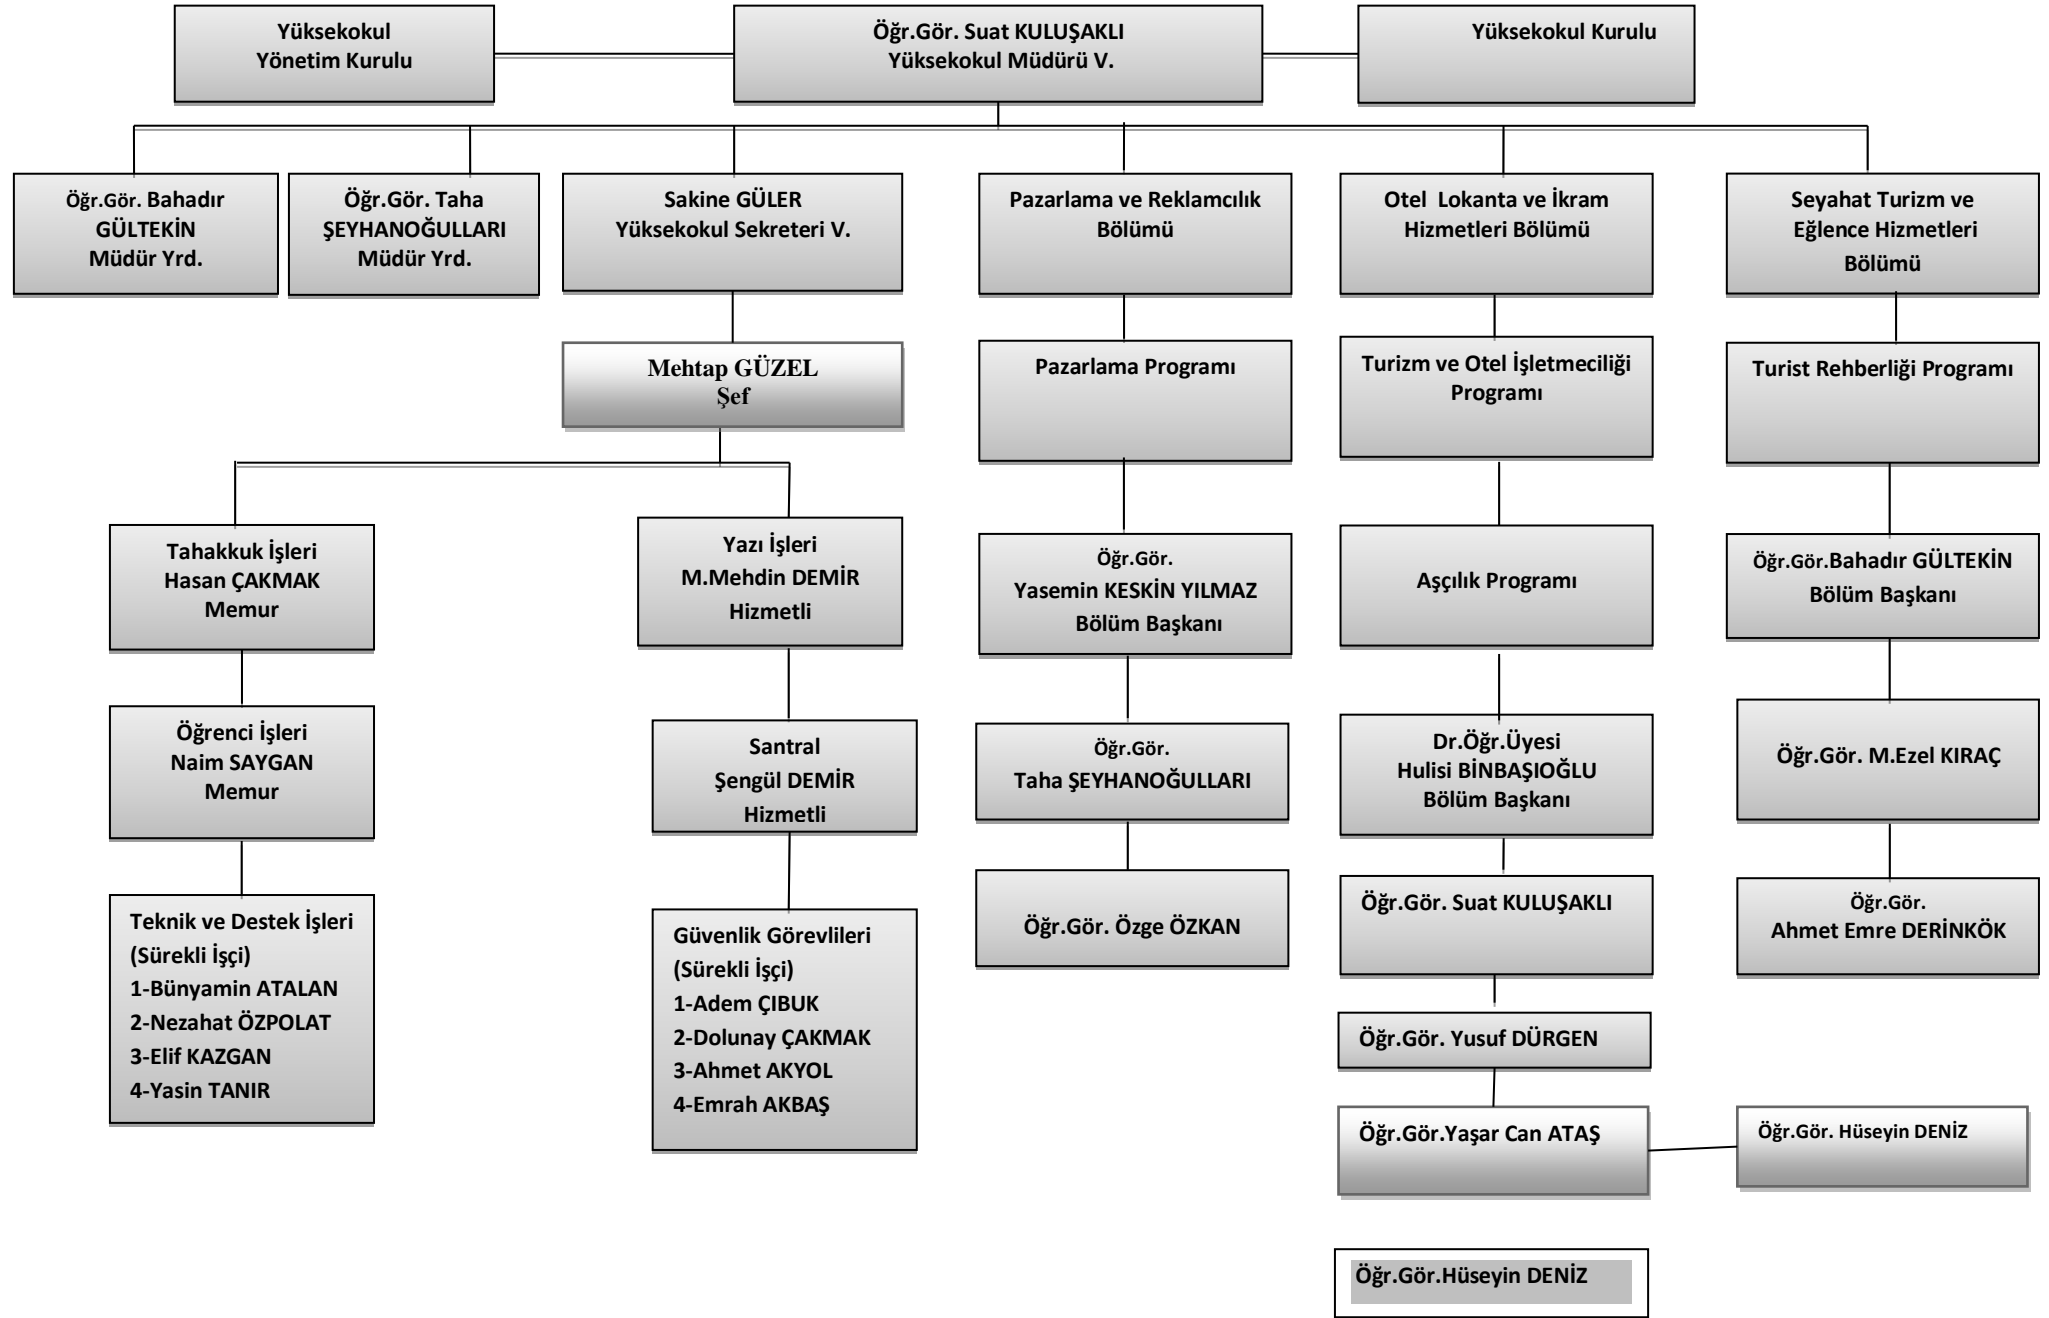 Yüksekokul
Yönetim Kurulu
Öğr.Gör. Suat KULUŞAKLI
Yüksekokul Müdürü V.
Yüksekokul Kurulu
Öğr.Gör. Bahadır
GÜLTEKİN
Müdür Yrd.
Öğr.Gör. Taha
ŞEYHANOĞULLARI
Müdür Yrd.
Sakine GÜLER
Yüksekokul Sekreteri V.
Pazarlama ve Reklamcılık
Bölümü
Otel Lokanta ve İkram
Hizmetleri Bölümü
Seyahat Turizm ve
Eğlence Hizmetleri
Bölümü
Mehtap GÜZEL
Şef
Pazarlama Programı
Turizm ve Otel İşletmeciliği
Programı
Turist Rehberliği Programı
Tahakkuk İşleri
Hasan ÇAKMAK
Memur
Yazı İşleri
M.Mehdin DEMİR
Hizmetli
Öğr.Gör.
Yasemin KESKİN YILMAZ
Bölüm Başkanı
Aşçılık Programı
Öğr.Gör.Bahadır GÜLTEKİN
Bölüm Başkanı
Öğrenci İşleri
Naim SAYGAN
Memur
Santral
Şengül DEMİR
Hizmetli
Öğr.Gör.
Taha ŞEYHANOĞULLARI
Dr.Öğr.Üyesi
Hulisi BİNBAŞIOĞLU
Bölüm Başkanı
Öğr.Gör. M.Ezel KIRAÇ
Teknik ve Destek İşleri
(Sürekli İşçi)
1-Bünyamin ATALAN
2-Nezahat ÖZPOLAT
3-Elif KAZGAN
4-Yasin TANIR
Güvenlik Görevlileri
(Sürekli İşçi)
1-Adem ÇIBUK
2-Dolunay ÇAKMAK
3-Ahmet AKYOL
4-Emrah AKBAŞ
Öğr.Gör. Özge ÖZKAN
Öğr.Gör. Suat KULUŞAKLI
Öğr.Gör.
Ahmet Emre DERİNKÖK
Öğr.Gör. Yusuf DÜRGEN
Öğr.Gör.Yaşar Can ATAŞ
Öğr.Gör. Hüseyin DENİZ
Öğr.Gör.Hüseyin DENİZ